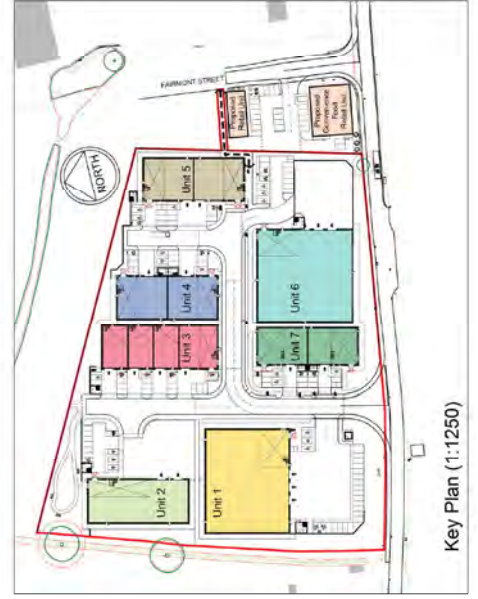 FAIRMONT STREET
Proposed
Retail Unit
Proposed
Convenience
Food
Retail Unit
NORTH
Unit 5
Unit 4
Unit 3
Unit 6
Unit 7
Unit 2
Unit 1
Key Plan (1:1250)